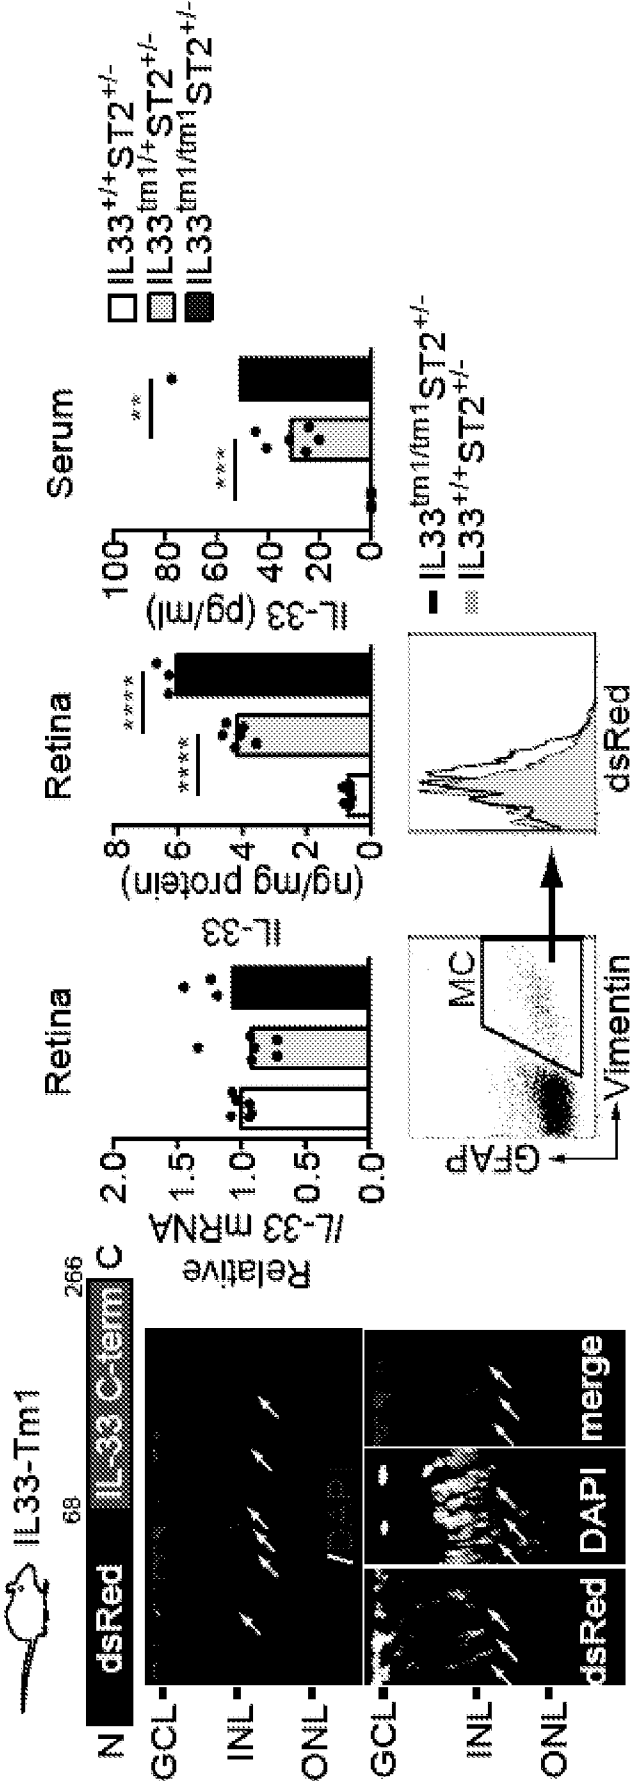 IL33-Tm1
68
266
N
dsRed
IL-33 C-term
C
GCL
INL
ONL
/DAPI
GCL
INL
ONL
dsRed
DAPI
merge
Retina
Relative
IL-33 mRNA
2.0
1.5
1.0
0.5
0.0
Retina
IL-33
(ng/mg protein)
8
6
4
2
0
****
****
Serum
IL-33 (pg/ml)
100
80
60
40
20
0
***
**
IL33+/+ST2+/-
IL33tm1/+ST2+/-
IL33tm1/tm1ST2+/-
GFAP
Vimentin
MC
dsRed
IL33tm1/tm1ST2+/-
IL33+/+ST2+/-